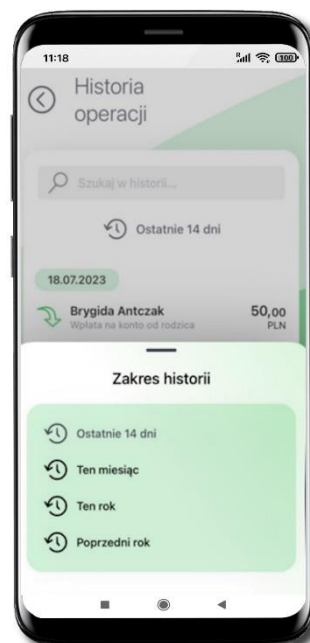 11:18
R
100
Historia
operacji
Szukaj w historii...
Ostatnie 14 dni
18.07.2023
Brygida Antczak
50,00
Wpłata na konto od rodzica
PLN
Zakres historii
Ostatnie 14 dni
Ten miesiąc
Ten rok
Poprzedni rok